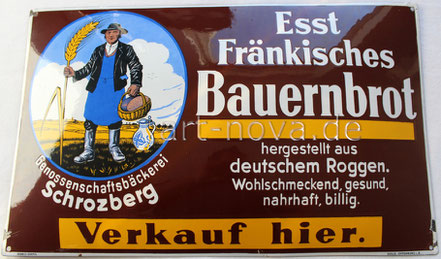 Esst
Fränkisches
Bauernbrot
art-nova.de
hergestellt aus
deutschem Roggen.
Wohlschmeckend, gesund,
nahrhaft, billig.
Genossenschaftsbäckerei
Schrozberg
Verkauf hier.